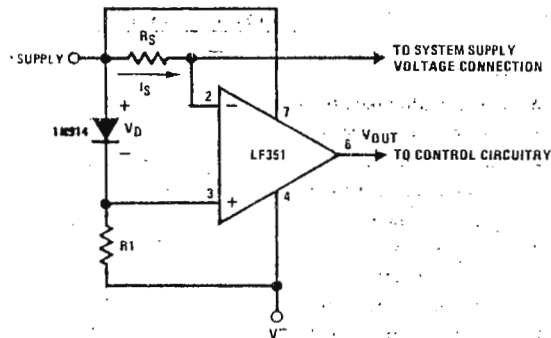 SUPPLY
RS
IS
TO SYSTEM SUPPLY
VOLTAGE CONNECTION
+
1N914
VD
–
2
–
7
LF351
6
VOUT
TO CONTROL CIRCUITRY
3
+
4
R1
V–